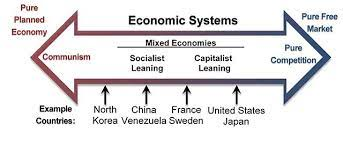 Pure
Planned
Economy
Economic Systems
Pure Free
Market
Mixed Economies
Communism
Socialist
Leaning
Capitalist
Leaning
Pure
Competition
Example
Countries:
North
Korea
China
Venezuela
France
Sweden
United States
Japan